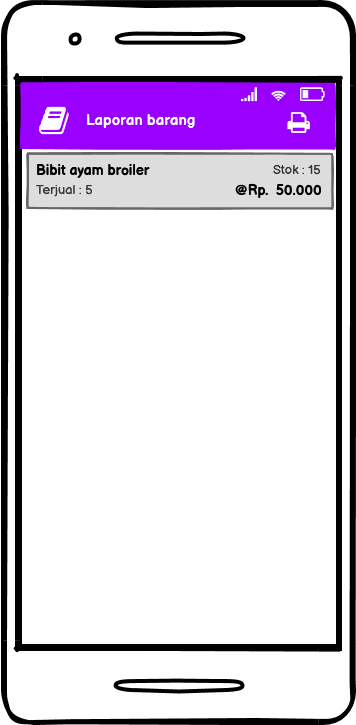 Laporan barang
Bibit ayam broiler Stok : 15
Terjual : 5 @Rp. 50.000